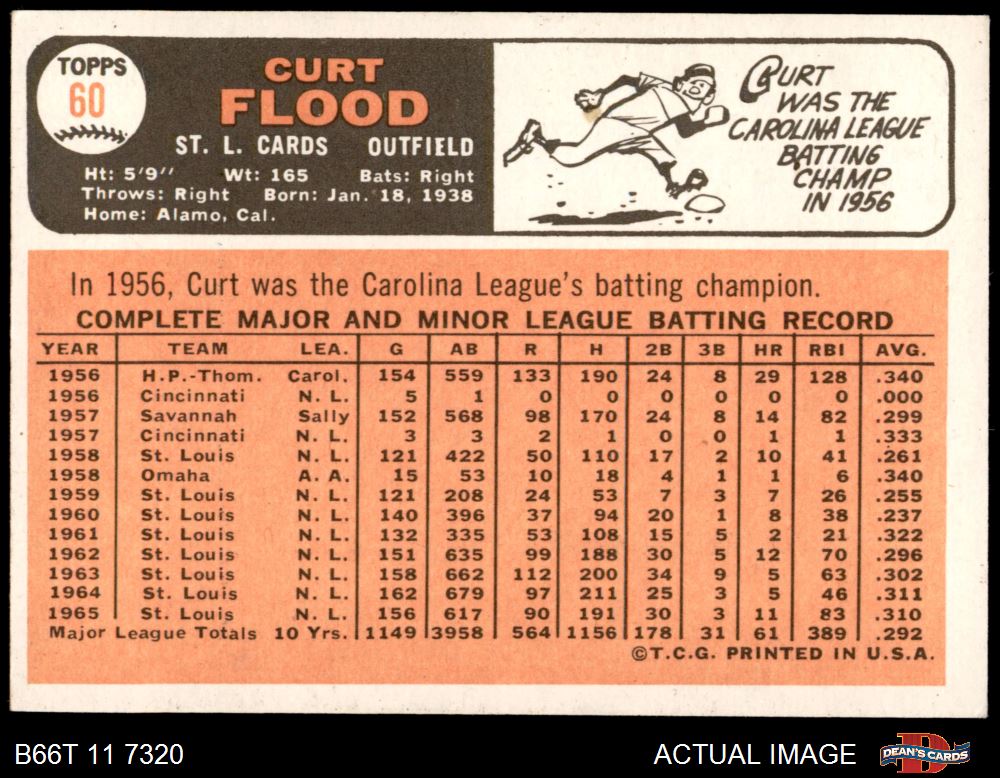 TOPPS
60
CURT
FLOOD
ST. L. CARDS OUTFIELD
Ht: 5'9" Wt: 165 Bats: Right
Throws: Right Born: Jan. 18, 1938
Home: Alamo, Cal.
CURT
WAS THE
CAROLINA LEAGUE
BATTING
CHAMP
IN 1956
In 1956, Curt was the Carolina League's batting champion.
COMPLETE MAJOR AND MINOR LEAGUE BATTING RECORD
YEAR TEAM LEA. G AB R H 2B 3B HR RBI AVG.
1956 H.P.-Thom. Carol. 154 559 133 190 24 8 29 128 .340
1956 Cincinnati N. L. 5 1 0 0 0 0 0 0 .000
1957 Savannah Sally 152 568 98 170 24 8 14 82 .299
1957 Cincinnati N. L. 3 3 2 1 0 0 1 1 .333
1958 St. Louis N. L. 121 422 50 110 17 2 10 41 .261
1958 Omaha A. A. 15 53 10 18 4 1 1 6 .340
1959 St. Louis N. L. 121 208 24 53 7 3 7 26 .255
1960 St. Louis N. L. 140 396 37 94 20 1 8 38 .237
1961 St. Louis N. L. 132 335 53 108 15 5 2 21 .322
1962 St. Louis N. L. 151 635 99 188 30 5 12 70 .296
1963 St. Louis N. L. 158 662 112 200 34 9 5 63 .302
1964 St. Louis N. L. 162 679 97 211 25 3 5 46 .311
1965 St. Louis N. L. 156 617 90 191 30 3 11 83 .310
Major League Totals 10 Yrs. 1149 3958 564 1156 178 31 61 389 .292
©T.C.G. PRINTED IN U.S.A.
B66T 11 7320 ACTUAL IMAGE DEAN'S CARDS